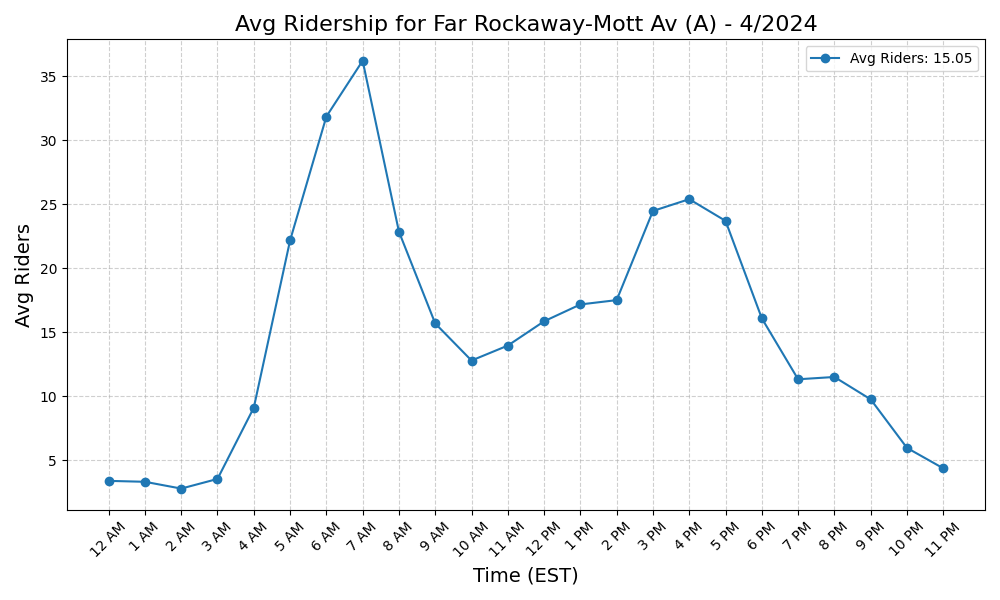 Avg Ridership for Far Rockaway-Mott Av (A) - 4/2024
Avg Riders: 15.05
Avg Riders
35
30
25
20
15
10
5
12 AM
1 AM
2 AM
3 AM
4 AM
5 AM
6 AM
7 AM
8 AM
9 AM
10 AM
11 AM
12 PM
1 PM
2 PM
3 PM
4 PM
5 PM
6 PM
7 PM
8 PM
9 PM
10 PM
11 PM
Time (EST)